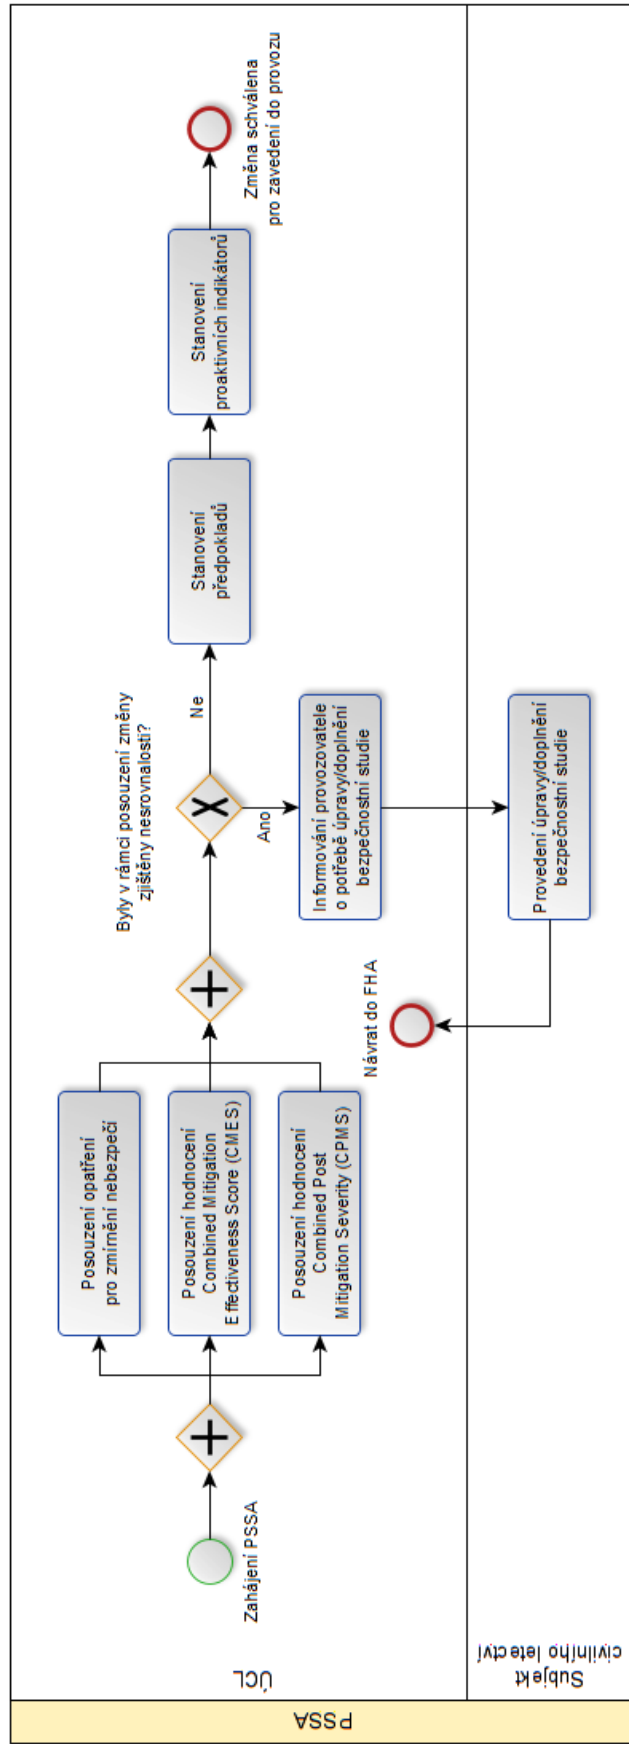 PSSA
ÚCL
Subjekt
civilního letectví
Zahájení PSSA
Posouzení opatření
pro zmírnění nebezpečí
Posouzení hodnocení
Combined Mitigation
Effectiveness Score (CMES)
Posouzení hodnocení
Combined Post
Mitigation Severity (CPMS)
Byly v rámci posouzení změny
zjištěny nesrovnalosti?
Ne
Ano
Stanovení
předpokladů
Stanovení
proaktivních indikátorů
Změna schválena
pro zavedení do provozu
Informování provozovatele
o potřebě úpravy/doplnění
bezpečnostní studie
Návrat do FHA
Provedení úpravy/doplnění
bezpečnostní studie